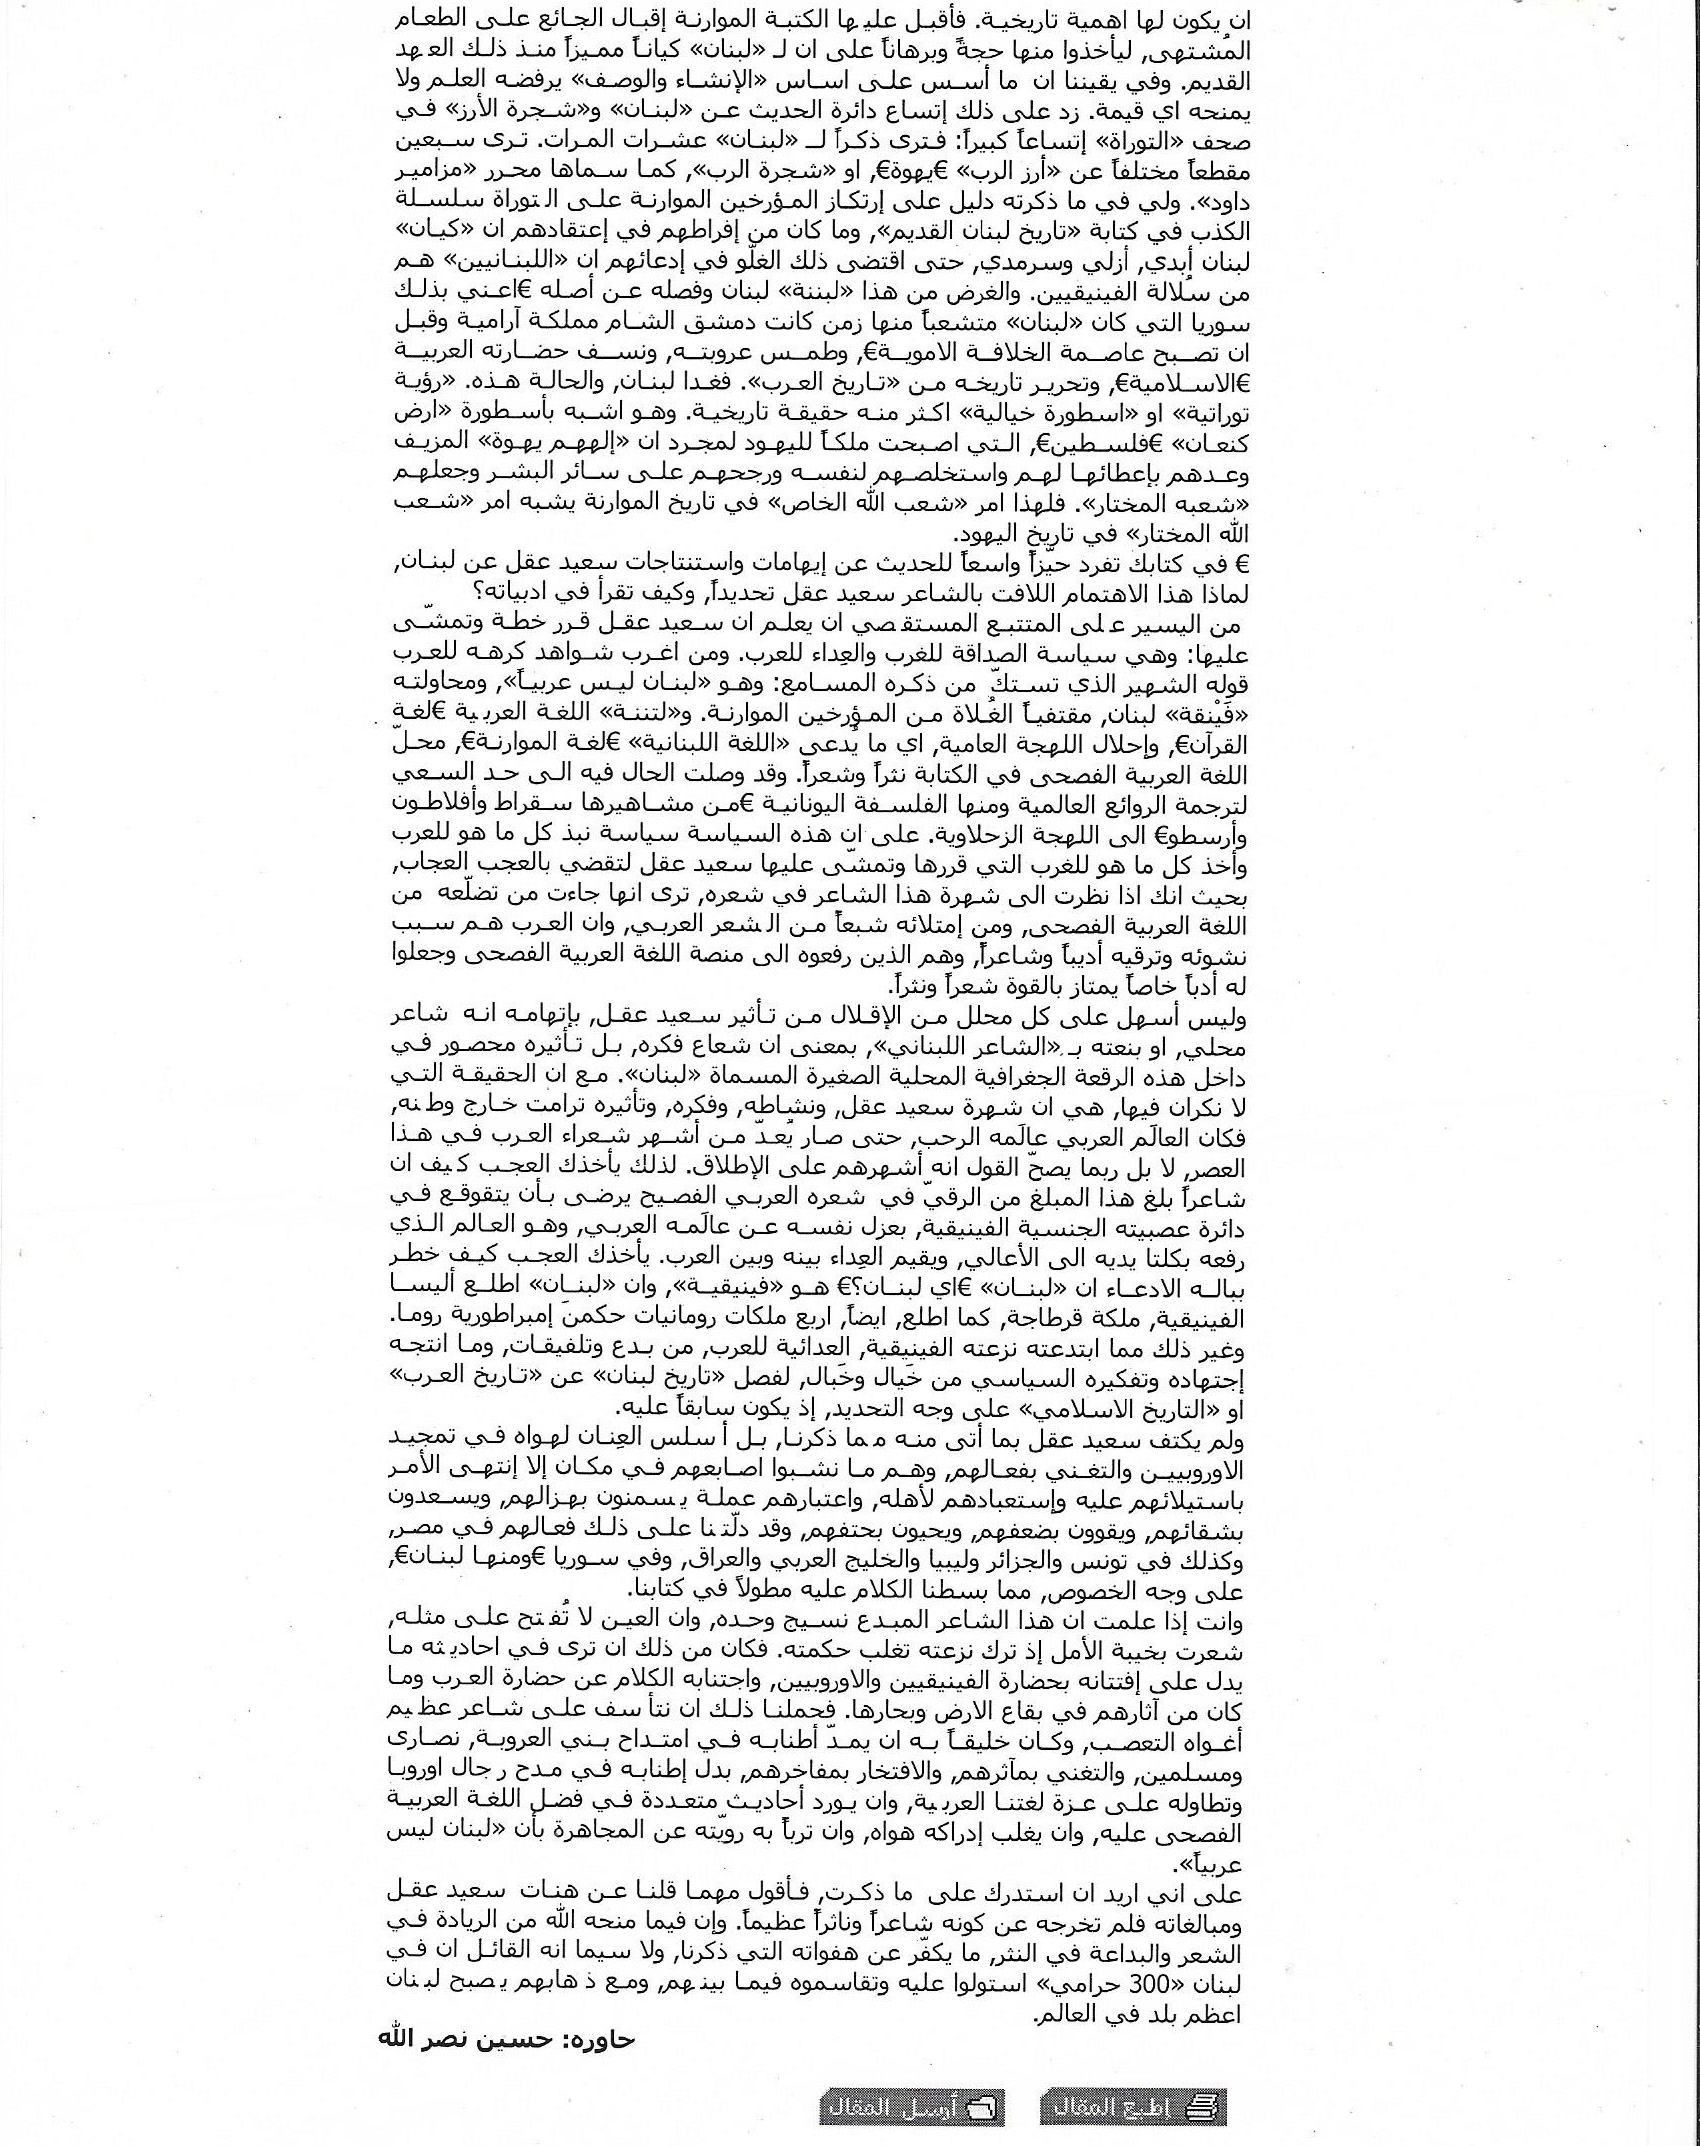 ان يكون لها اهمية تاريخية. فأقبل عليها الكتبة الموارنة إقبال الجائع على الطعام
المُشتهى, ليأخذوا منها حجةً وبرهاناً على ان لـ «لبنان» كياناً مميزاً منذ ذلك العهد
القديم. وفي يقيننا ان ما أسس على اساس «الإنشاء والوصف» يرفضه العلم ولا
يمنحه اي قيمة. زد على ذلك إتساع دائرة الحديث عن «لبنان» و«شجرة الأرز» في
صحف «التوراة» إتساعاً كبيراً: فترى ذكراً لـ «لبنان» عشرات المرات. ترى سبعين
مقطعاً مختلفاً عن «أرز الرب» €يهوة€, او «شجرة الرب», كما سماها محرر «مزامير
داود». ولي في ما ذكرته دليل على إرتكاز المؤرخين الموارنة على التوراة سلسلة
الكذب في كتابة «تاريخ لبنان القديم», وما كان من إفراطهم في إعتقادهم ان «كيان»
لبنان أبدي, أزلي وسرمدي, حتى اقتضى ذلك الغلّو في إدعائهم ان «اللبنانيين» هم
من سُلالة الفينيقيين. والغرض من هذا «لبننة» لبنان وفصله عن أصله €اعني بذلك
سوريا التي كان «لبنان» متشعباً منها زمن كانت دمشق الشام مملكة آرامية وقبل
ان تصبح عاصمة الخلافة الاموية€, وطمس عروبته, ونسف حضارته العربية
€الاسلامية€, وتحرير تاريخه من «تاريخ العرب». فغدا لبنان, والحالة هذه. «رؤية
توراتية» او «اسطورة خيالية» اكثر منه حقيقة تاريخية. وهو اشبه بأسطورة «ارض
كنعان» €فلسطين€, التي اصبحت ملكاً لليهود لمجرد ان «إلههم يهوة» المزيف
وعدهم بإعطائها لهم واستخلصهم لنفسه ورجحهم على سائر البشر وجعلهم
«شعبه المختار». فلهذا امر «شعب الله الخاص» في تاريخ الموارنة يشبه امر «شعب
الله المختار» في تاريخ اليهود.
€ في كتابك تفرد حيّزاً واسعاً للحديث عن إيهامات واستنتاجات سعيد عقل عن لبنان,
لماذا هذا الاهتمام اللافت بالشاعر سعيد عقل تحديداً, وكيف تقرأ في ادبياته؟
من اليسير على المتتبع المستقصي ان يعلم ان سعيد عقل قرر خطة وتمشّى
عليها: وهي سياسة الصداقة للغرب والعِداء للعرب. ومن اغرب شواهد كرهه للعرب
قوله الشهير الذي تستكّ من ذكره المسامع: وهو «لبنان ليس عربياً», ومحاولته
«فَيْنقة» لبنان, مقتفياً الغُلاة من المؤرخين الموارنة. و«لتننة» اللغة العربية €لغة
القرآن€, وإحلال اللهجة العامية, اي ما يُدعى «اللغة اللبنانية» €لغة الموارنة€, محلّ
اللغة العربية الفصحى في الكتابة نثراً وشعراً. وقد وصلت الحال فيه الى حد السعي
لترجمة الروائع العالمية ومنها الفلسفة اليونانية €من مشاهيرها سقراط وأفلاطون
وأرسطو€ الى اللهجة الزحلاوية. على ان هذه السياسة سياسة نبذ كل ما هو للعرب
وأخذ كل ما هو للغرب التي قررها وتمشّى عليها سعيد عقل لتقضي بالعجب العجاب,
بحيث انك اذا نظرت الى شهرة هذا الشاعر في شعره, ترى انها جاءت من تضلّعه من
اللغة العربية الفصحى, ومن إمتلائه شبعاً من الشعر العربي, وان العرب هم سبب
نشوئه وترقيه أديباً وشاعراً, وهم الذين رفعوه الى منصة اللغة العربية الفصحى وجعلوا
له أدباً خاصاً يمتاز بالقوة شعراً ونثراً.
وليس أسهل على كل محلل من الإقلال من تأثير سعيد عقل, بإتهامه انه شاعر
محلي, او بنعته بـ «الشاعر اللبناني», بمعنى ان شعاع فكره, بل تأثيره محصور في
داخل هذه الرقعة الجغرافية المحلية الصغيرة المسماة «لبنان». مع ان الحقيقة التي
لا نكران فيها, هي ان شهرة سعيد عقل, ونشاطه, وفكره, وتأثيره ترامت خارج وطنه,
فكان العالَم العربي عالَمه الرحب, حتى صار يُعدّ من أشهر شعراء العرب في هذا
العصر, لا بل ربما يصحّ القول انه أشهرهم على الإطلاق. لذلك يأخذك العجب كيف ان
شاعراً بلغ هذا المبلغ من الرقيّ في شعره العربي الفصيح يرضى بأن يتقوقع في
دائرة عصبيته الجنسية الفينيقية, بعزل نفسه عن عالَمه العربي, وهو العالم الذي
رفعه بكلتا يديه الى الأعالي, ويقيم العِداء بينه وبين العرب. يأخذك العجب كيف خطر
بباله الادعاء ان «لبنان» €اي لبنان؟€ هو «فينيقية», وان «لبنان» اطلع أليسا
الفينيقية, ملكة قرطاجة, كما اطلع, ايضاً, اربع ملكات رومانيات حكمنَ إمبراطورية روما.
وغير ذلك مما ابتدعته نزعته الفينيقية, العدائية للعرب, من بدع وتلفيقات, وما انتجه
إجتهاده وتفكيره السياسي من خَيال وخَبال, لفصل «تاريخ لبنان» عن «تاريخ العرب»
او «التاريخ الاسلامي» على وجه التحديد, إذ يكون سابقاً عليه.
ولم يكتف سعيد عقل بما أتى منه مما ذكرنا, بل أسلس العِنان لهواه في تمجيد
الاوروبيين والتغني بفعالهم, وهم ما نشبوا اصابعهم في مكان إلا إنتهى الأمر
باستيلائهم عليه وإستعبادهم لأهله, واعتبارهم عملة يسمنون بهزالهم, ويسعدون
بشقائهم, ويقوون بضعفهم, ويحيون بحتفهم, وقد دلّتنا على ذلك فعالهم في مصر,
وكذلك في تونس والجزائر وليبيا والخليج العربي والعراق, وفي سوريا €ومنها لبنان€,
على وجه الخصوص, مما بسطنا الكلام عليه مطولاً في كتابنا.
وانت إذا علمت ان هذا الشاعر المبدع نسيج وحده, وان العين لا تُفتح على مثله,
شعرت بخيبة الأمل إذ ترك نزعته تغلب حكمته. فكان من ذلك ان ترى في احاديثه ما
يدل على إفتتانه بحضارة الفينيقيين والاوروبيين, واجتنابه الكلام عن حضارة العرب وما
كان من آثارهم في بقاع الارض وبحارها. فحملنا ذلك ان نتأسف على شاعر عظيم
أغواه التعصب, وكان خليقاً به ان يمدّ أطنابه في امتداح بني العروبة, نصارى
ومسلمين, والتغني بمآثرهم, والافتخار بمفاخرهم, بدل إطنابه في مدح رجال اوروبا
وتطاوله على عزة لغتنا العربية, وان يورد أحاديث متعددة في فضل اللغة العربية
الفصحى عليه, وان يغلب إدراكه هواه, وان تربأ به رويّته عن المجاهرة بأن «لبنان ليس
عربياً».
على اني اريد ان استدرك على ما ذكرت, فأقول مهما قلنا عن هنات سعيد عقل
ومبالغاته فلم تخرجه عن كونه شاعراً وناثراً عظيماً. وإن فيما منحه الله من الريادة في
الشعر والبداعة في النثر, ما يكفّر عن هفواته التي ذكرنا, ولا سيما انه القائل ان في
لبنان «300 حرامي» استولوا عليه وتقاسموه فيما بينهم, ومع ذهابهم يصبح لبنان
اعظم بلد في العالم.
حاوره: حسين نصر الله
إطبع المقال
أرسل المقال